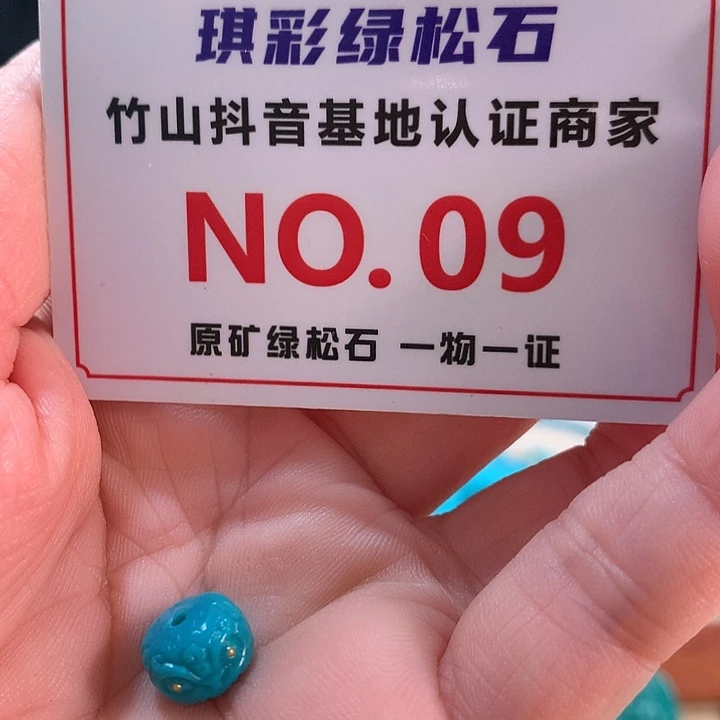 琪彩绿松石
竹山抖音基地认证商家
NO.09
原矿绿松石 一物一证